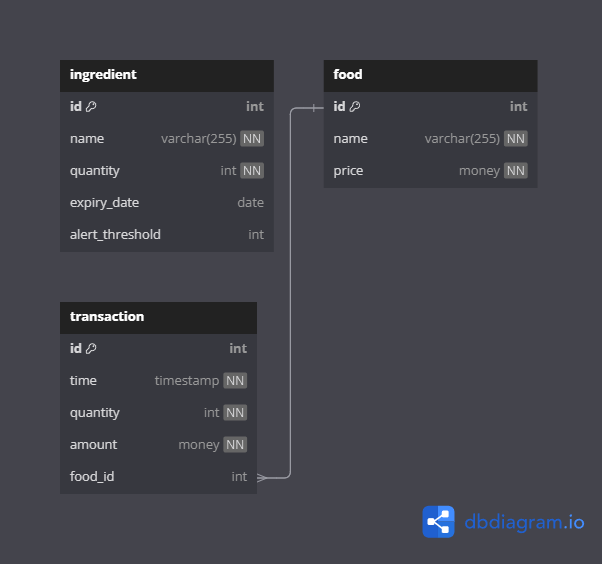 ingredient
id int
name varchar(255) NN
quantity int NN
expiry_date date
alert_threshold int
food
id int
name varchar(255) NN
price money NN
transaction
id int
time timestamp NN
quantity int NN
amount money NN
food_id int
dbdiagram.io